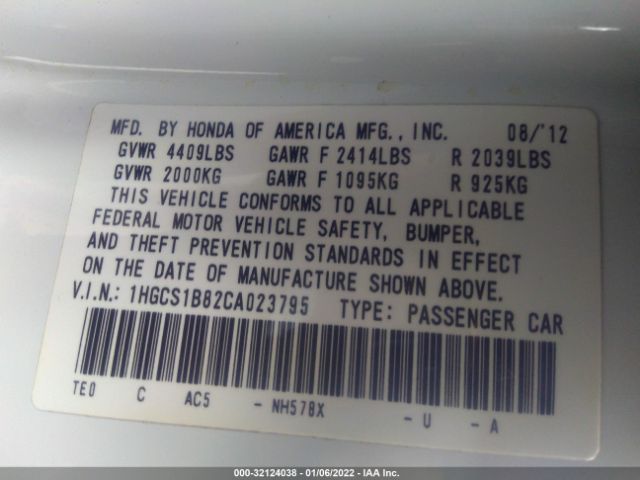 MFD. BY HONDA OF AMERICA MFG., INC. 08/'12
GVWR 4409LBS GAWR F 2414LBS R 2039LBS
GVWR 2000KG GAWR F 1095KG R 925KG
THIS VEHICLE CONFORMS TO ALL APPLICABLE
FEDERAL MOTOR VEHICLE SAFETY, BUMPER,
AND THEFT PREVENTION STANDARDS IN EFFECT
ON THE DATE OF MANUFACTURE SHOWN ABOVE.
V.I.N.: 1HGCS1B82CA023795 TYPE: PASSENGER CAR
TE0 C AC5 - NH578X - U - A
000-32124038 - 01/06/2022 - IAA Inc.